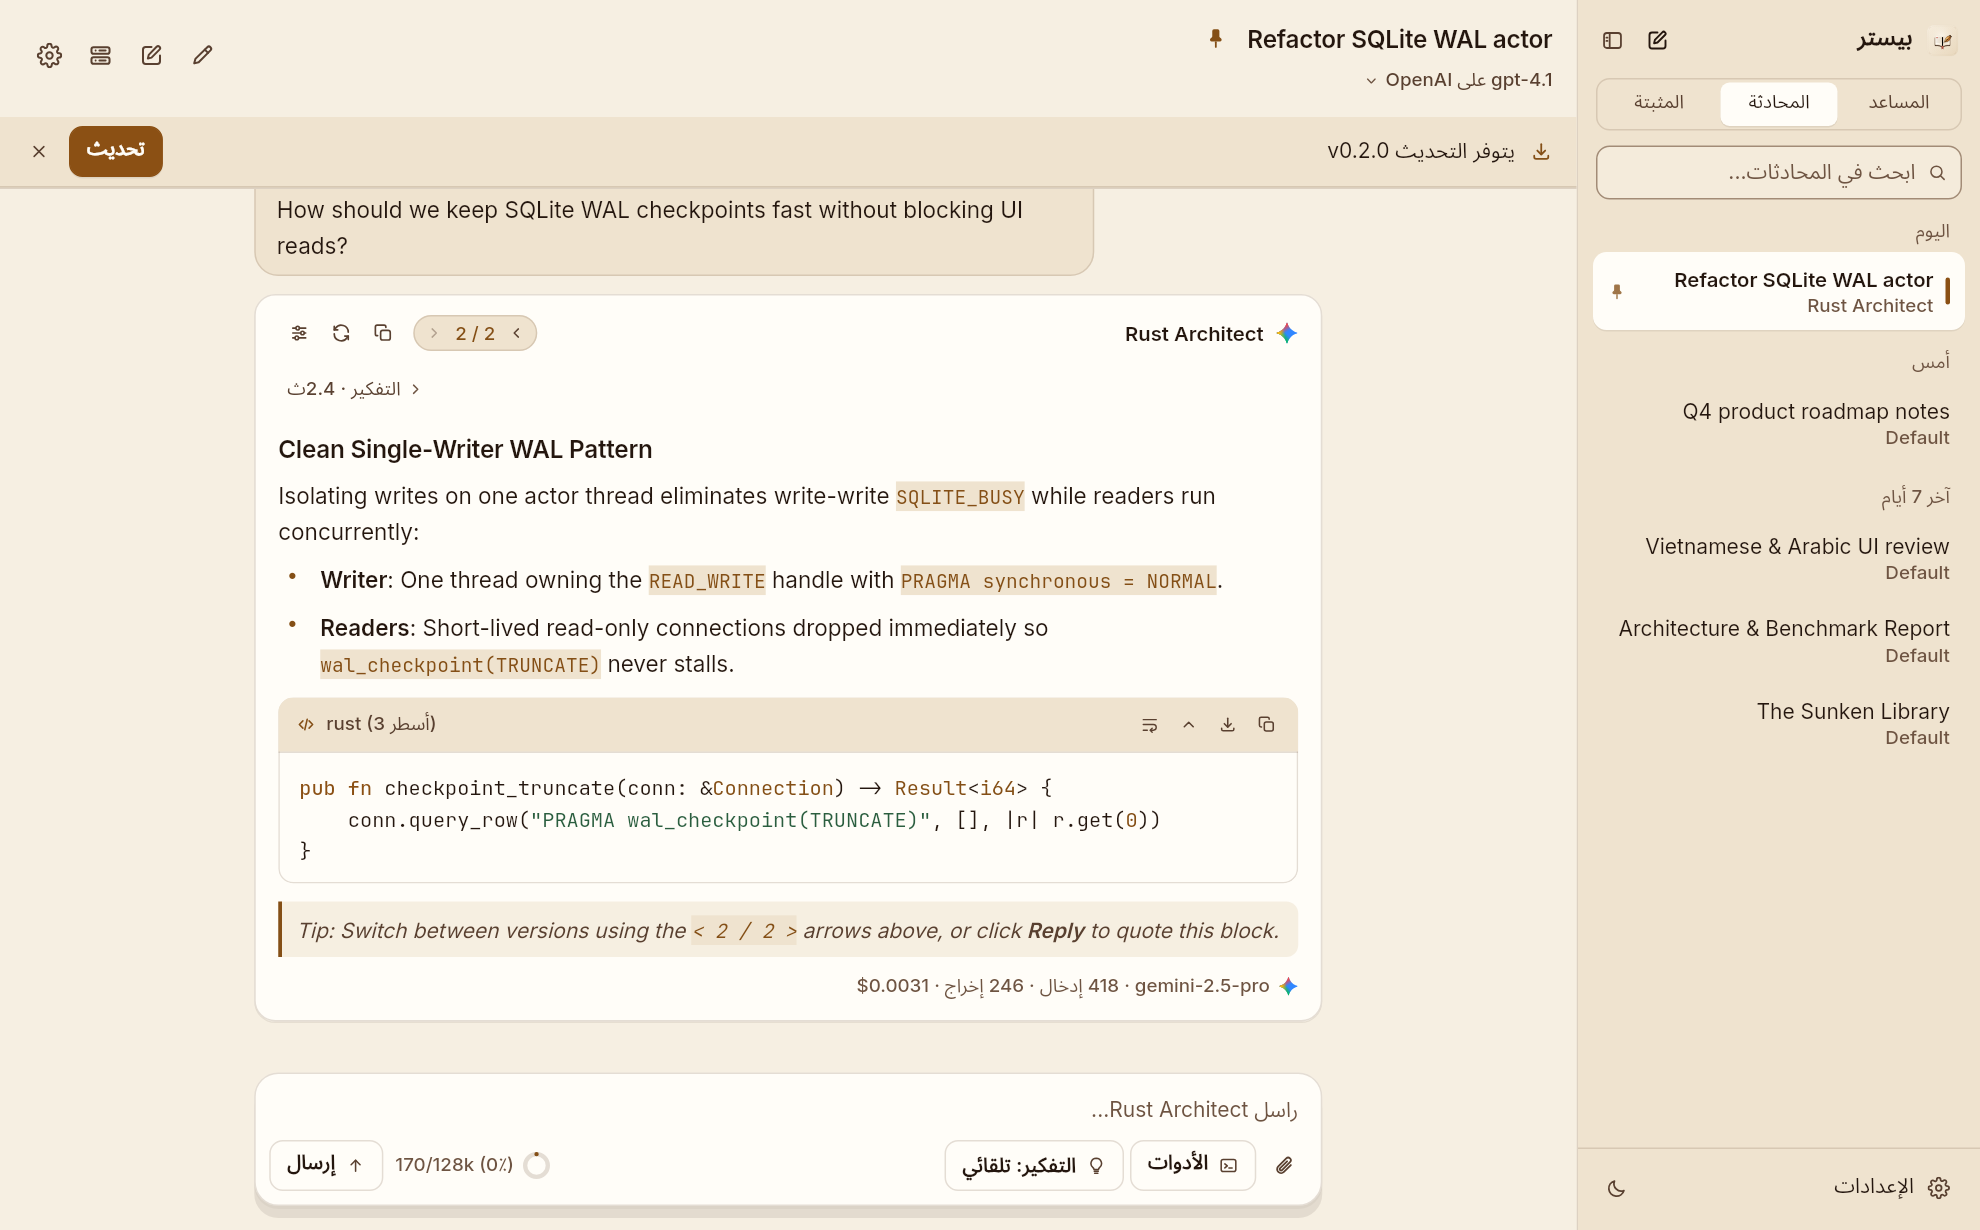 بيستر
المساعد
المحادثة
المثبتة
ابحث في المحادثات...
اليوم
Refactor SQLite WAL actor
Rust Architect
أمس
Q4 product roadmap notes
Default
آخر 7 أيام
Vietnamese & Arabic UI review
Default
Architecture & Benchmark Report
Default
The Sunken Library
Default
الإعدادات
Refactor SQLite WAL actor
gpt-4.1 على OpenAI
يتوفر التحديث v0.2.0
تحديث
How should we keep SQLite WAL checkpoints fast without blocking UI
reads?
Rust Architect
2 / 2
التفكير · 2.4ث
Clean Single-Writer WAL Pattern
Isolating writes on one actor thread eliminates write-write SQLITE_BUSY while readers run
concurrently:
• Writer: One thread owning the READ_WRITE handle with PRAGMA synchronous = NORMAL.
• Readers: Short-lived read-only connections dropped immediately so
wal_checkpoint(TRUNCATE) never stalls.
rust (3 أسطر)
pub fn checkpoint_truncate(conn: &Connection) -> Result<i64> {
    conn.query_row("PRAGMA wal_checkpoint(TRUNCATE)", [], |r| r.get(0))
}
Tip: Switch between versions using the < 2 / 2 > arrows above, or click Reply to quote this block.
gemini-2.5-pro · 418 إدخال · 246 إخراج · $0.0031
راسل Rust Architect...
الأدوات
التفكير: تلقائي
170/128k (0٪)
إرسال